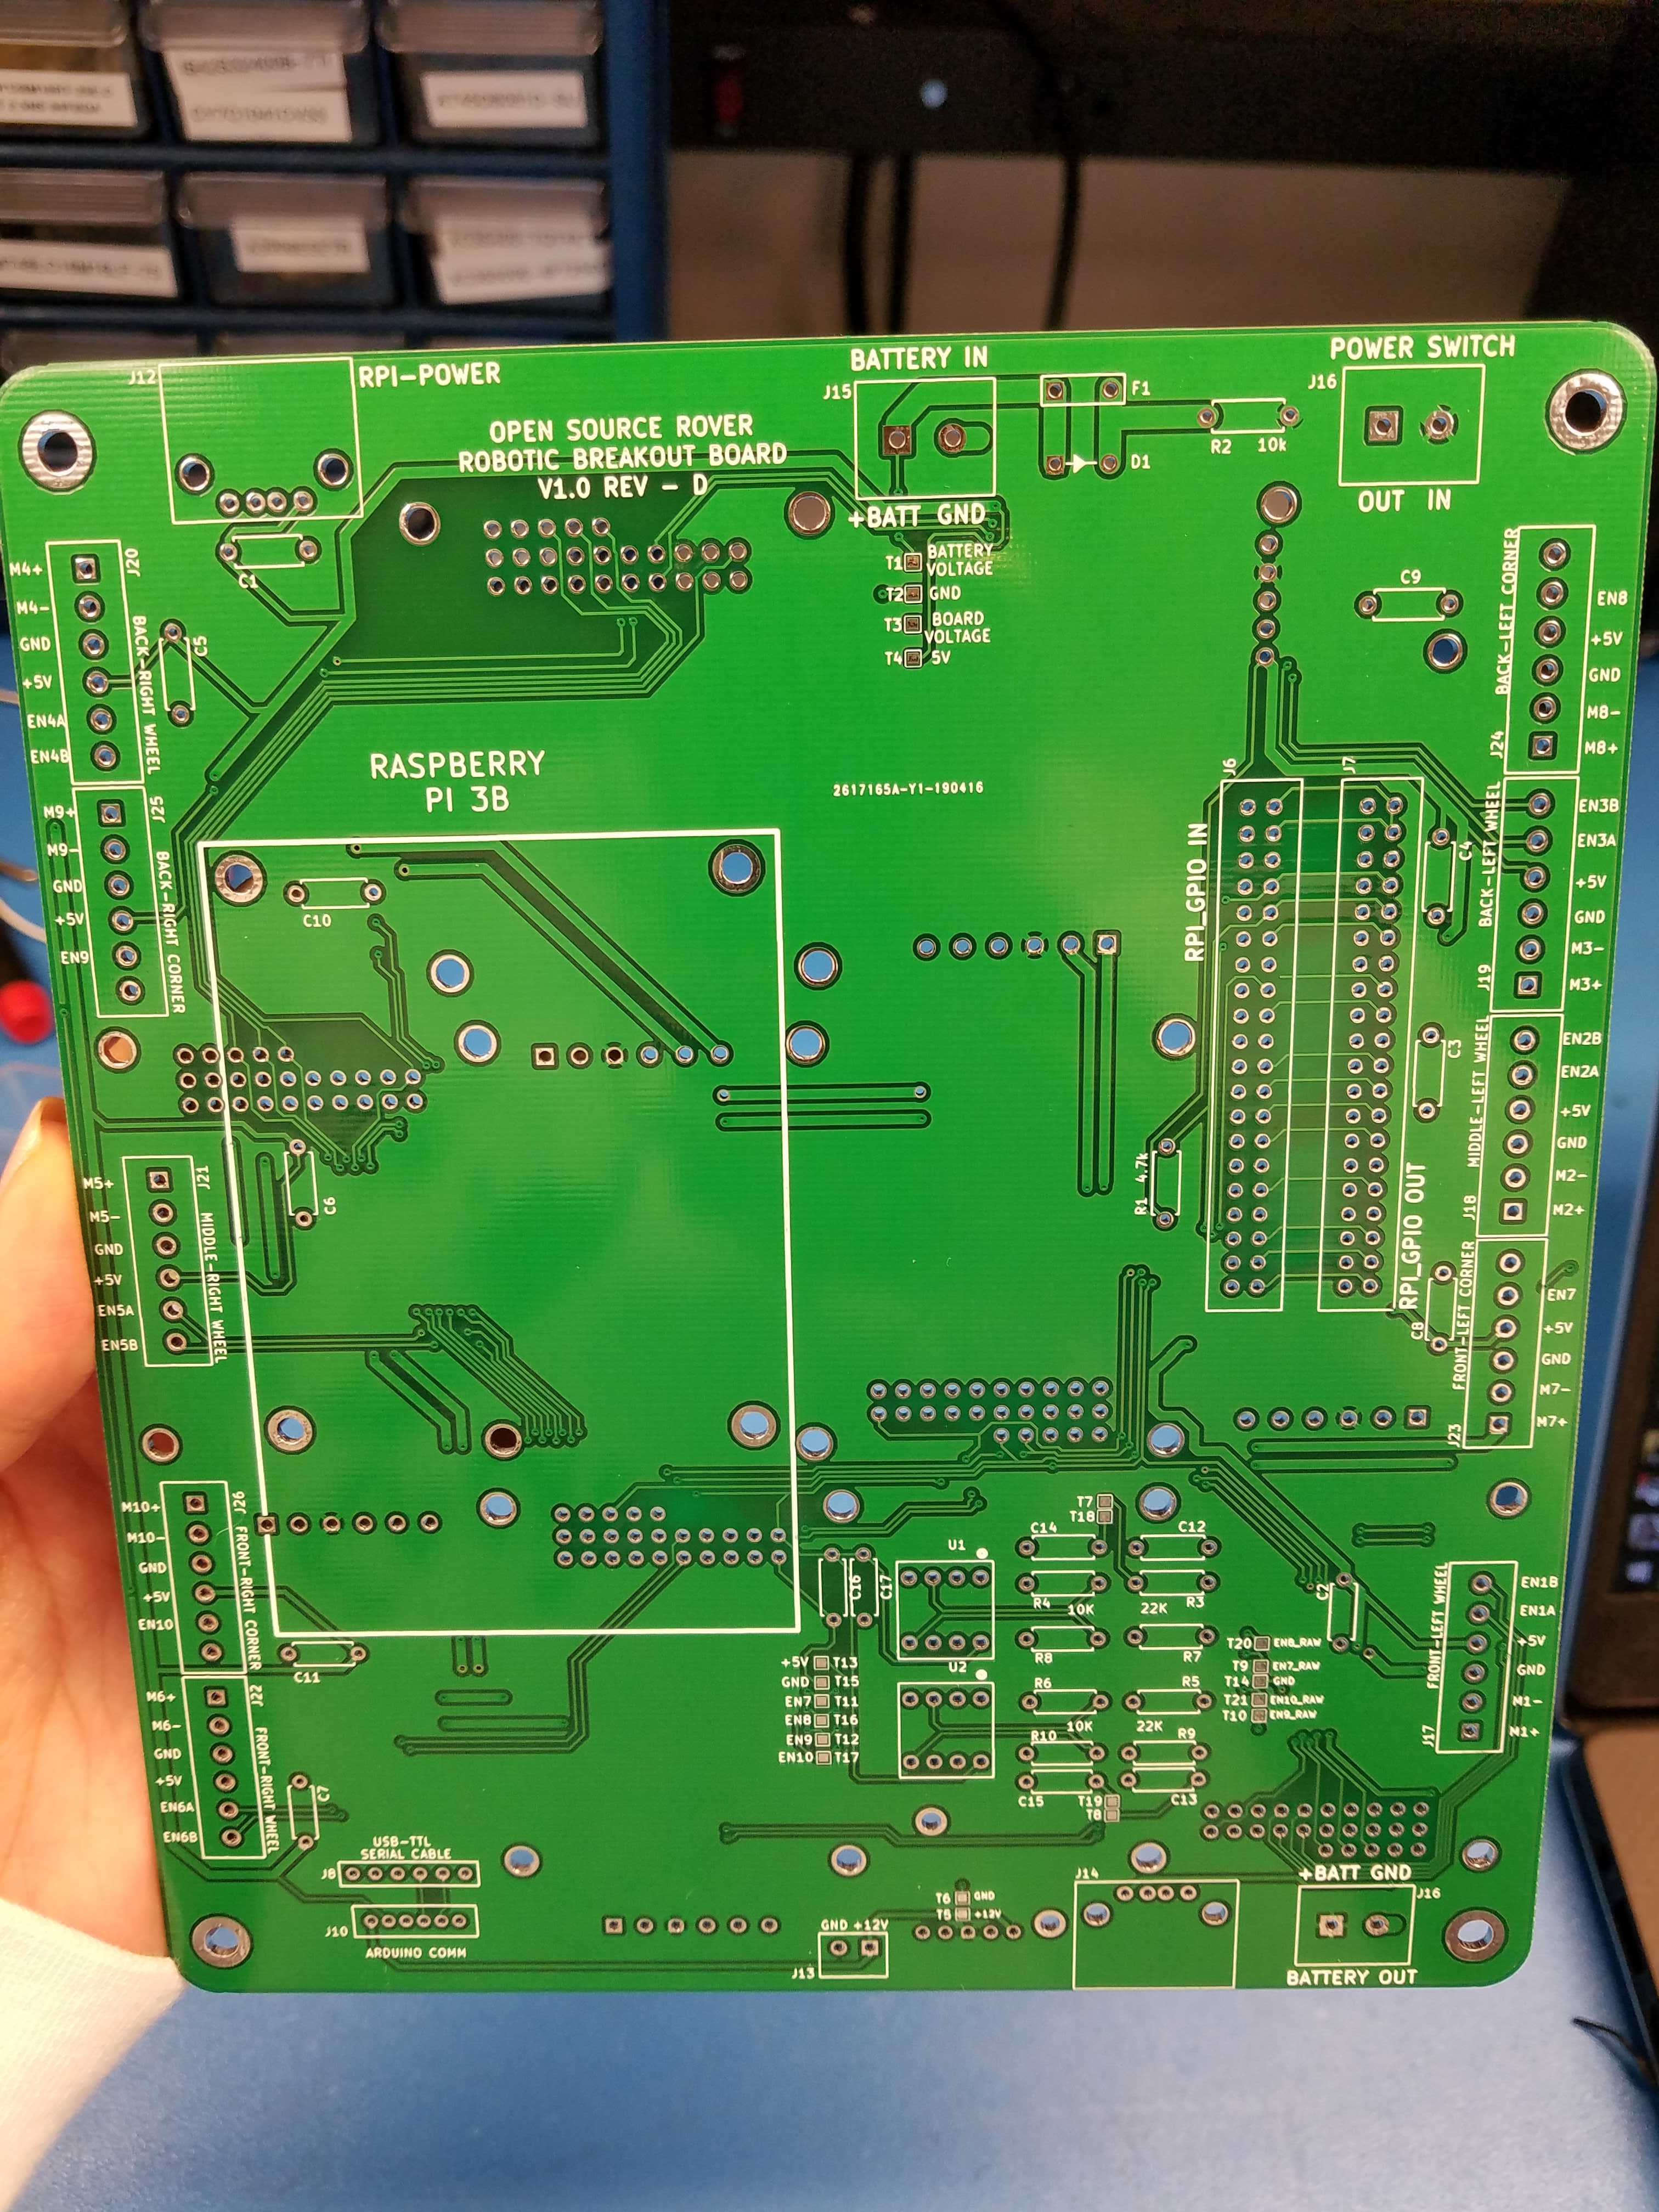 POWER SWITCH
BATTERY IN
J12
RPI-POWER
J15
F1
J16
OPEN SOURCE ROVER
ROBOTIC BREAKOUT BOARD
V1.0 REV - D
R2 10k
D1
OUT IN
+BATT GND
T1 BATTERY
VOLTAGE
T2 GND
T3 BOARD
VOLTAGE
T4 5V
C1
C9
J20
M4+
M4-
GND
+5V
EN4A
EN4B
BACK-RIGHT WHEEL
C5
BACK-LEFT CORNER
EN8
+5V
GND
M8-
M8+
J24
RASPBERRY
PI 3B
2617165A-Y1-190416
J6
J7
J25
M9+
M9-
GND
+5V
EN9
BACK-RIGHT CORNER
C10
RPI_GPIO IN
C4
BACK-LEFT WHEEL
EN3B
EN3A
+5V
GND
M3-
M3+
J19
C3
MIDDLE-LEFT WHEEL
EN2B
EN2A
+5V
GND
M2-
M2+
J18
J21
M5+
M5-
GND
+5V
EN5A
EN5B
MIDDLE-RIGHT WHEEL
C6
R1 4.7k
RPI_GPIO OUT
C8
FRONT-LEFT CORNER
EN7
+5V
GND
M7-
M7+
J23
J26
M10+
M10-
GND
+5V
EN10
FRONT-RIGHT CORNER
C11
C16
C17
U1
T7
T18
C14
C12
R4
10K
22K
R3
R8
R7
U2
R6
R5
10K
22K
R10
R9
C15
C13
T19
T8
+5V T13
GND T15
EN7 T11
EN8 T16
EN9 T12
EN10 T17
T20 EN8_RAW
T9 EN7_RAW
T14 GND
T21 EN10_RAW
T10 EN9_RAW
C2
FRONT-LEFT WHEEL
EN1B
EN1A
+5V
GND
M1-
M1+
J17
J22
M6+
M6-
GND
+5V
EN6A
EN6B
FRONT-RIGHT WHEEL
C7
USB-TTL
SERIAL CABLE
J8
J10
ARDUINO COMM
T6 GND
T5 +12V
GND +12V
J13
J14
+BATT GND
J16
BATTERY OUT